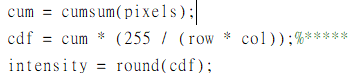 cum = cumsum(pixels);
cdf = cum * (255 / (row * col));%*****
intensity = round(cdf);